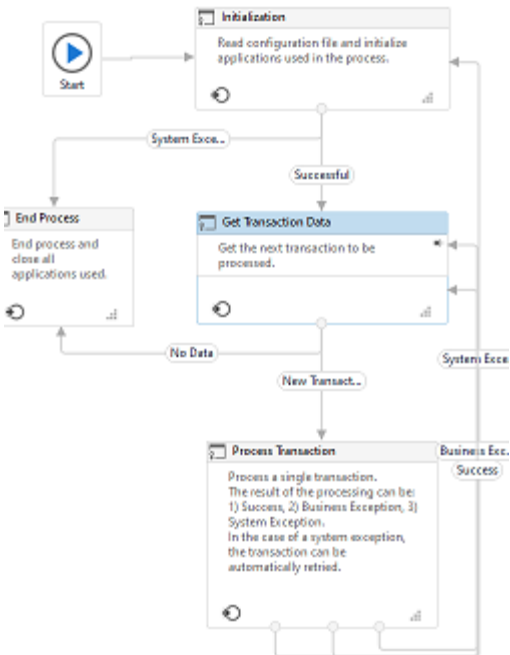 Initialization
Read configuration file and initialize
applications used in the process.
Start
System Exce...
Successful
End Process
End process and
close all
applications used.
Get Transaction Data
Get the next transaction to be
processed.
No Data
New Transact...
System Exce
Process Transaction
Process a single transaction.
The result of the processing can be:
1) Success, 2) Business Exception, 3)
System Exception.
In the case of a system exception,
the transaction can be
automatically retried.
Business Exc.
Success